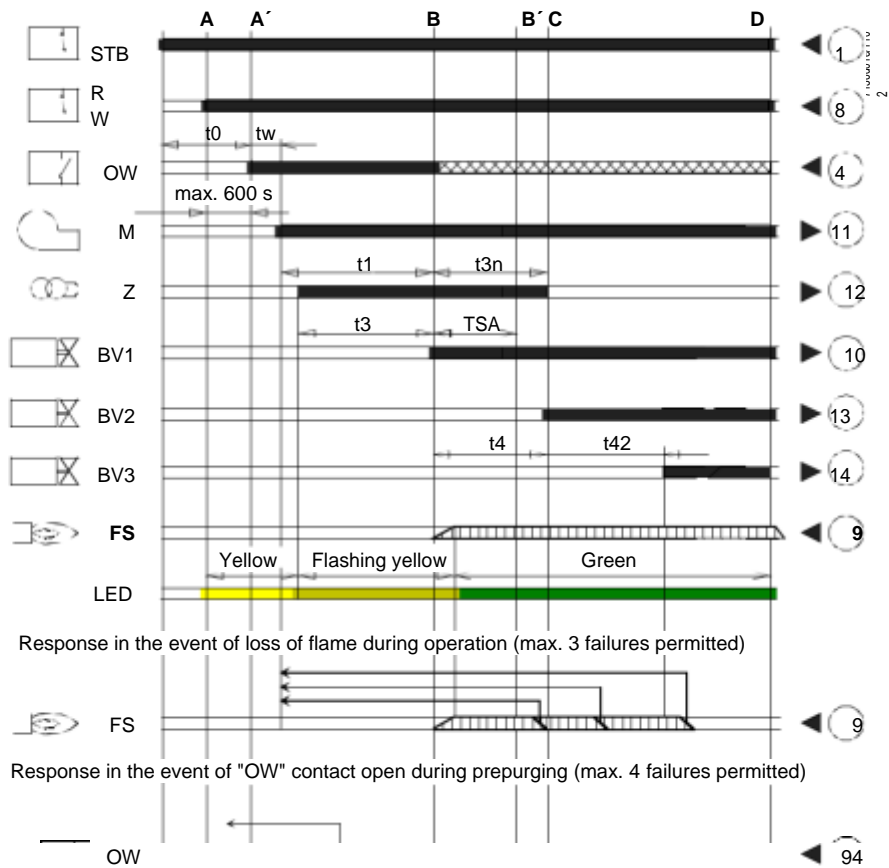 A A´ B B´ C D
STB 1
R
W 8
2
t0 tw
OW 4
max. 600 s
M 11
t1 t3n
Z 12
t3 TSA
BV1 10
BV2 13
t4 t42
BV3 14
FS 9
Yellow Flashing yellow Green
LED
Response in the event of loss of flame during operation (max. 3 failures permitted)
FS 9
Response in the event of "OW" contact open during prepurging (max. 4 failures permitted)
OW 94